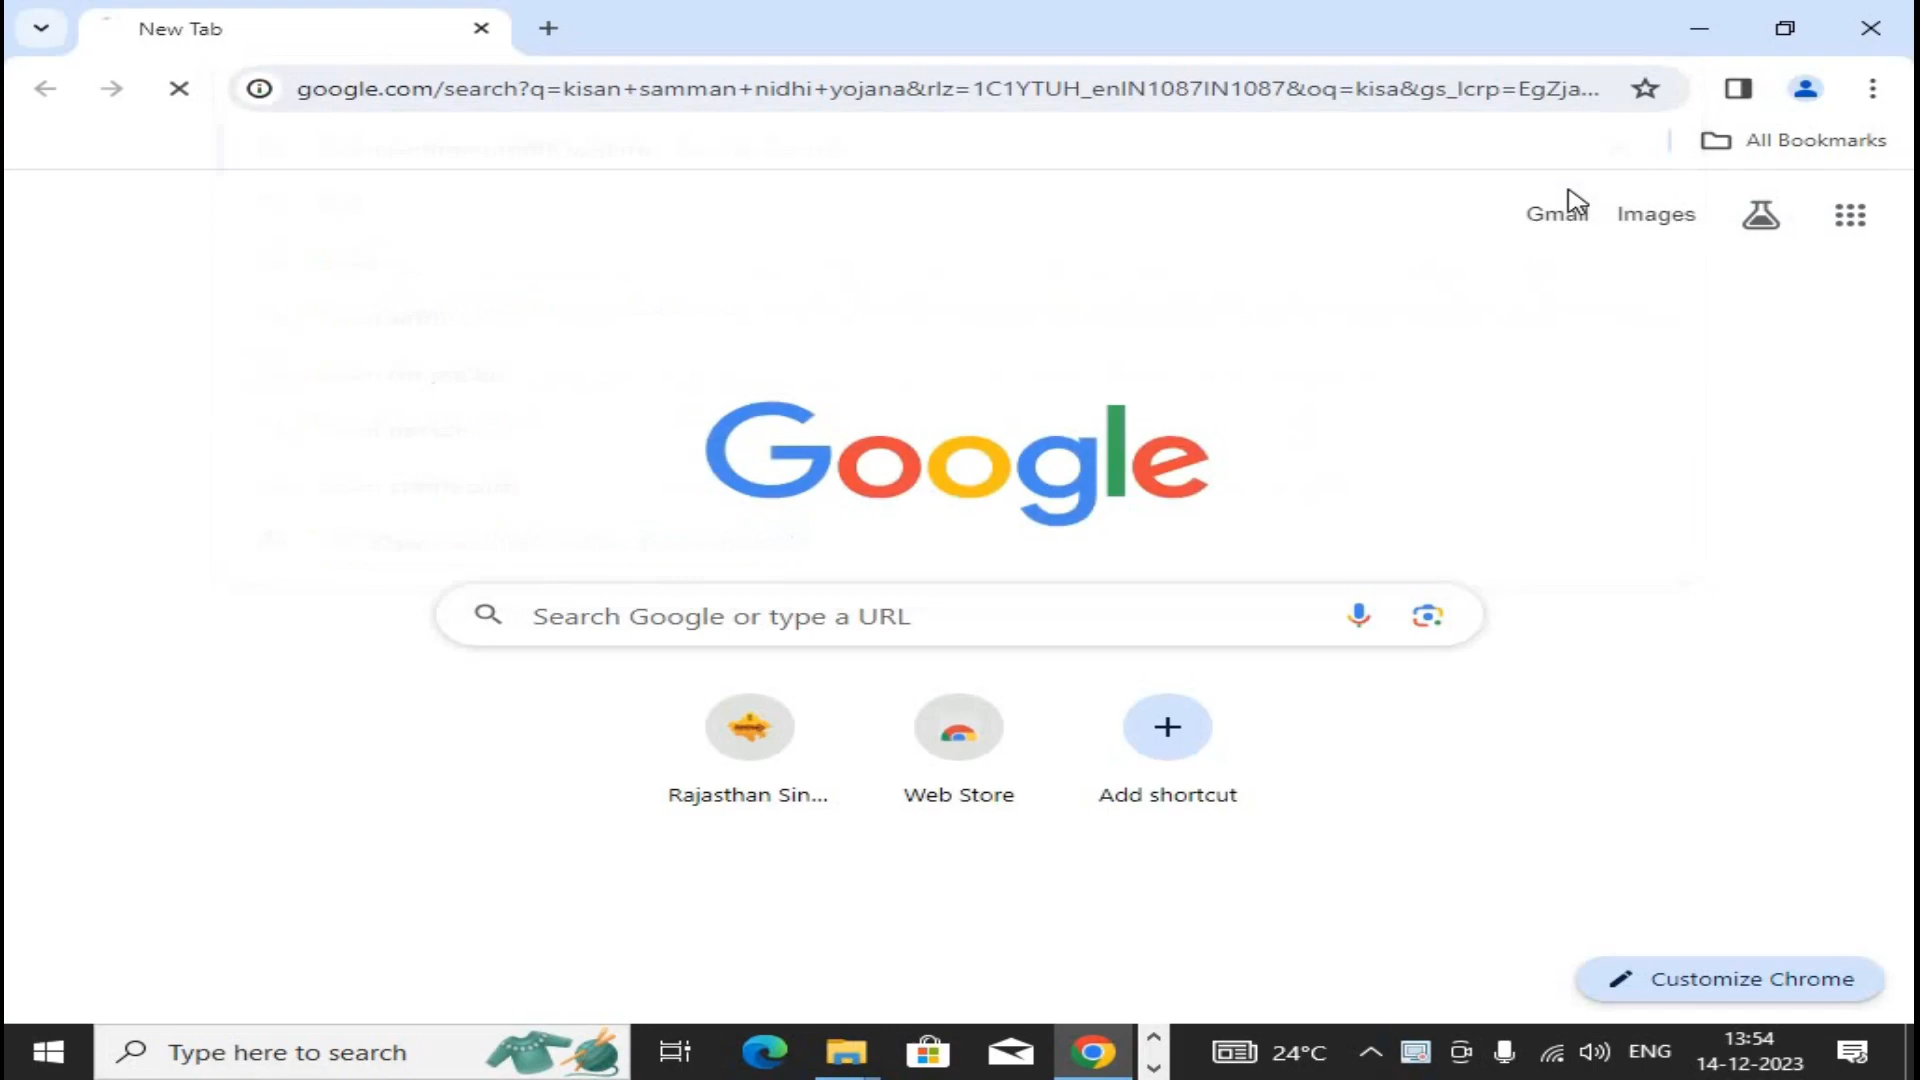 New Tab
google.com/search?q=kisan+samman+nidhi+yojana&rlz=1C1YTUH_enIN1087IN1087&oq=kisa&gs_lcrp=EgZja...
All Bookmarks
Gmail Images
Google
Search Google or type a URL
Rajasthan Sin... Web Store Add shortcut
Customize Chrome
Type here to search 24°C ENG 13:54
14-12-2023